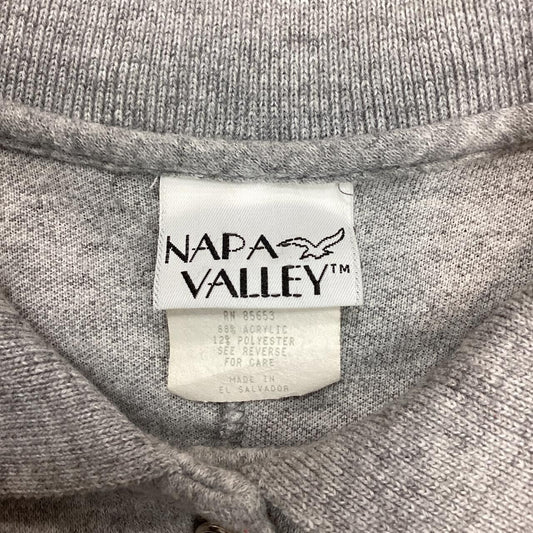 NAPA
VALLEY™
RN 85653
88% ACRYLIC
12% POLYESTER
SEE REVERSE
FOR CARE
MADE IN
EL SALVADOR